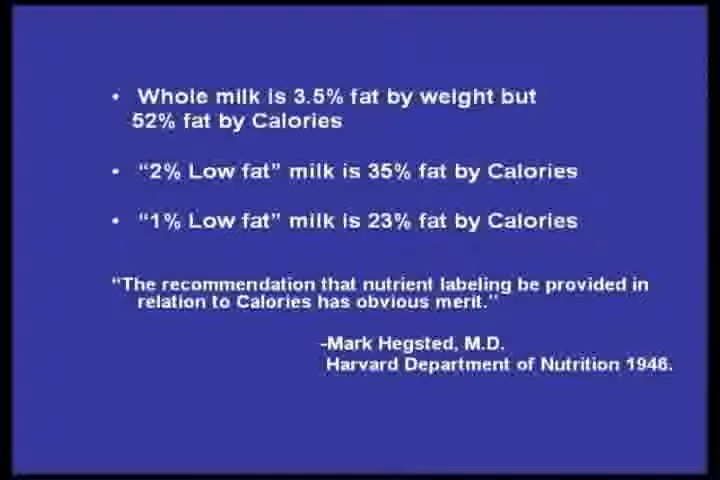 • Whole milk is 3.5% fat by weight but
52% fat by Calories
• “2% Low fat” milk is 35% fat by Calories
• “1% Low fat” milk is 23% fat by Calories
“The recommendation that nutrient labeling be provided in
relation to Calories has obvious merit.”
-Mark Hegsted, M.D.
Harvard Department of Nutrition 1946.